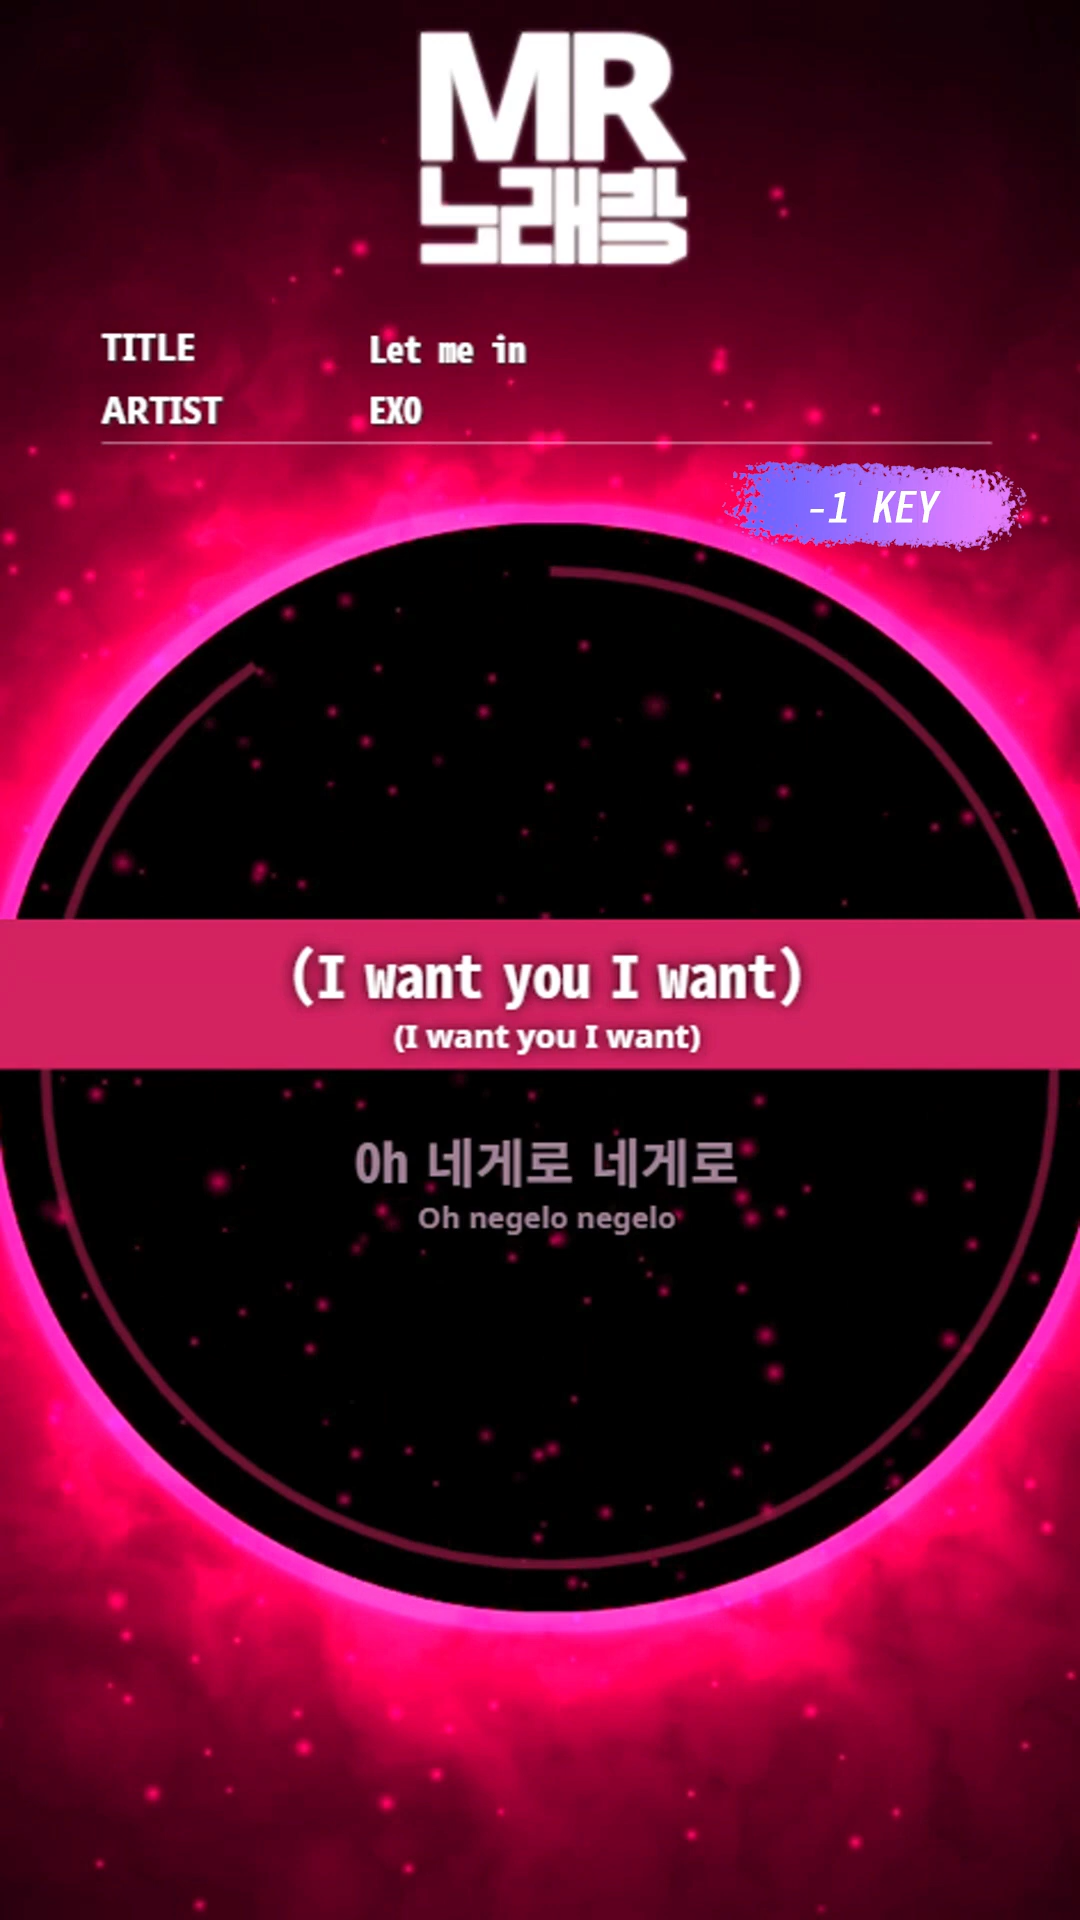 MR
노래방
TITLE Let me in
ARTIST EXO
-1 KEY
(I want you I want)
(I want you I want)
Oh 네게로 네게로
Oh negelo negelo